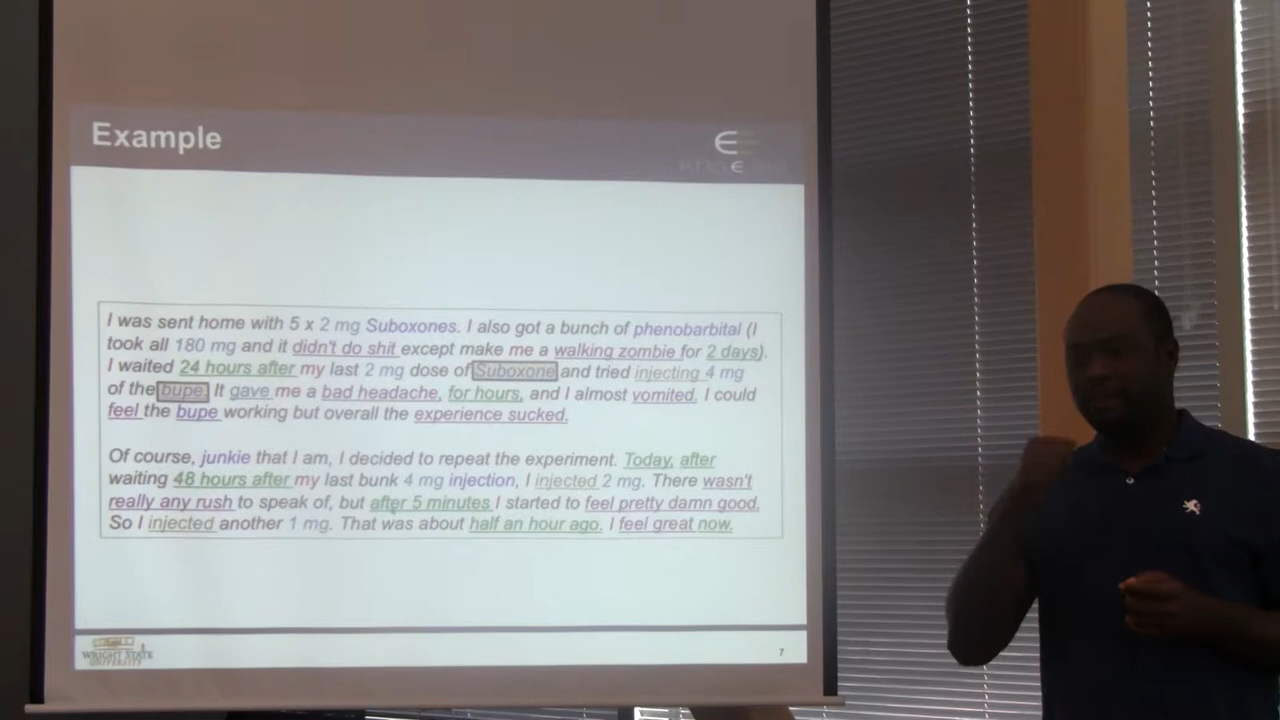 Example
I was sent home with 5 x 2 mg Suboxones. I also got a bunch of phenobarbital (I
took all 180 mg and it didn't do shit except make me a walking zombie for 2 days).
I waited 24 hours after my last 2 mg dose of Suboxone and tried injecting 4 mg
of the bupe. It gave me a bad headache, for hours, and I almost vomited. I could
feel the bupe working but overall the experience sucked.
Of course, junkie that I am, I decided to repeat the experiment. Today, after
waiting 48 hours after my last bunk 4 mg injection, I injected 2 mg. There wasn't
really any rush to speak of, but after 5 minutes I started to feel pretty damn good.
So I injected another 1 mg. That was about half an hour ago. I feel great now.
WRIGHT STATE
UNIVERSITY
7